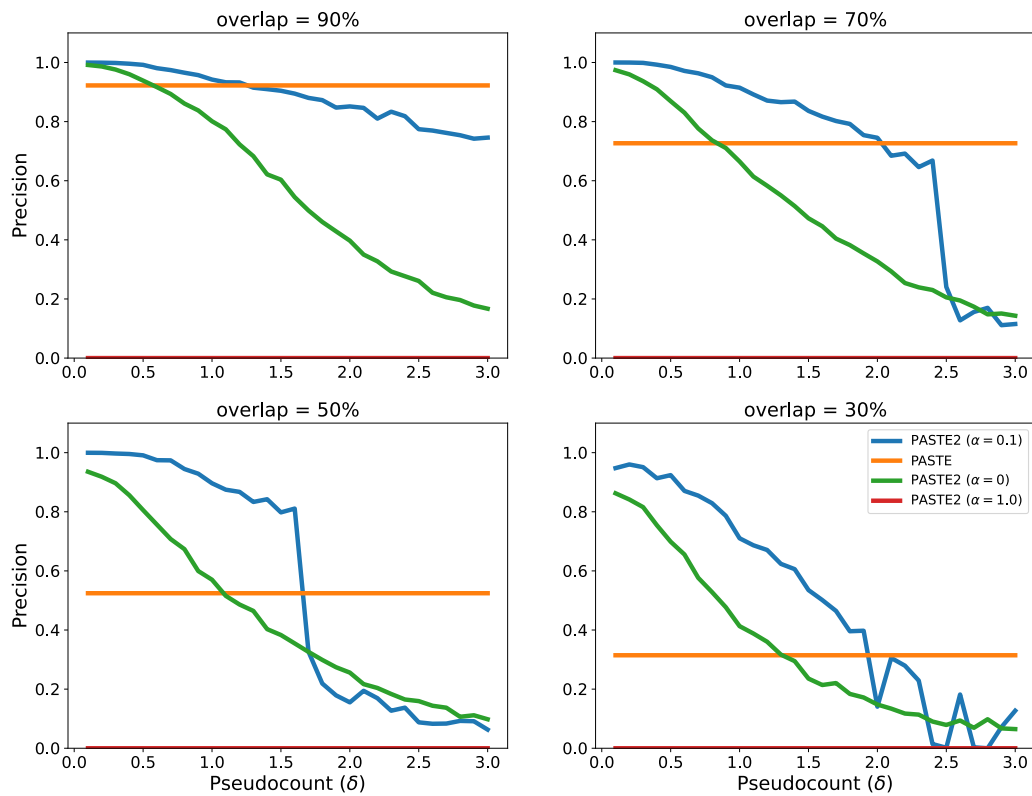 overlap = 90%
Precision
1.0
0.8
0.6
0.4
0.2
0.0
0.0 0.5 1.0 1.5 2.0 2.5 3.0
overlap = 70%
1.0
0.8
0.6
0.4
0.2
0.0
0.0 0.5 1.0 1.5 2.0 2.5 3.0
overlap = 50%
Precision
1.0
0.8
0.6
0.4
0.2
0.0
0.0 0.5 1.0 1.5 2.0 2.5 3.0
Pseudocount (δ)
overlap = 30%
1.0
0.8
0.6
0.4
0.2
0.0
0.0 0.5 1.0 1.5 2.0 2.5 3.0
Pseudocount (δ)
PASTE2 (α = 0.1)
PASTE
PASTE2 (α = 0)
PASTE2 (α = 1.0)